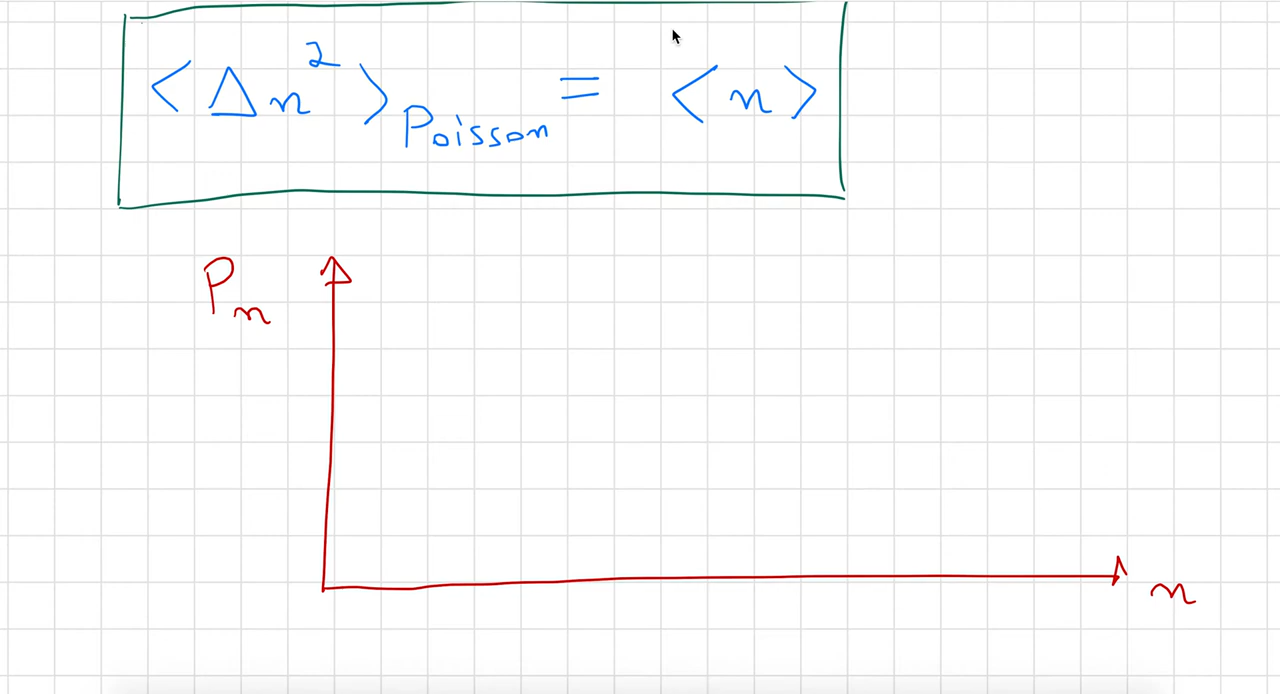 <Δn²>Poisson = <n>
Pn
n